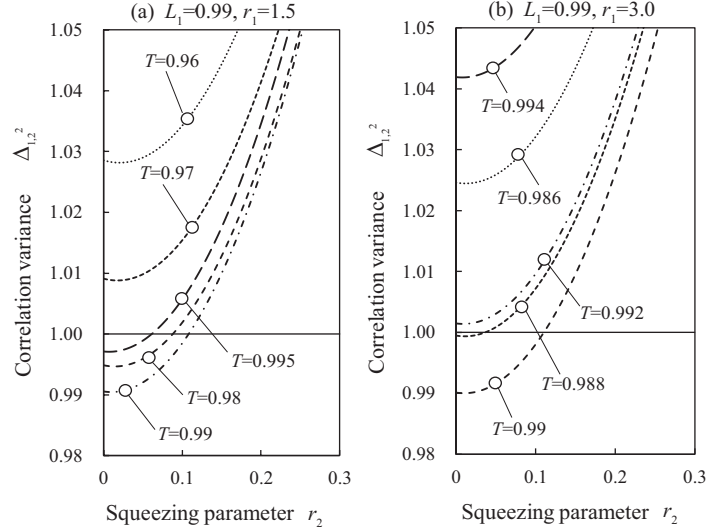 (a) L₁=0.99, r₁=1.5
1.05
1.04
1.03
1.02
1.01
1.00
0.99
0.98
Correlation variance Δ₁,₂²
T=0.96
T=0.97
T=0.995
T=0.98
T=0.99
0 0.1 0.2 0.3
Squeezing parameter r₂
(b) L₁=0.99, r₁=3.0
1.05
1.04
1.03
1.02
1.01
1.00
0.99
0.98
Correlation variance Δ₁,₂²
T=0.994
T=0.986
T=0.992
T=0.988
T=0.99
0 0.1 0.2 0.3
Squeezing parameter r₂